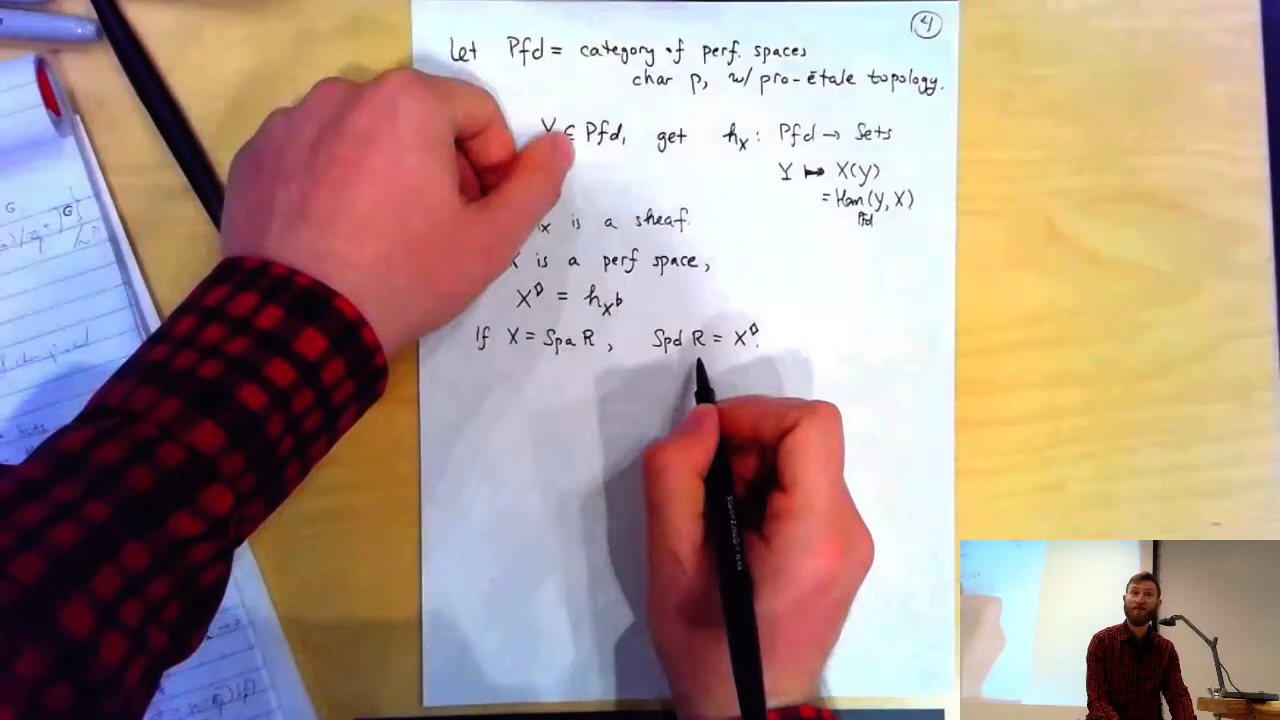 ④
Let Pfd = category of perf. spaces
char p, w/ pro-étale topology.
∈ Pfd, get h_X : Pfd → Sets
Y ↦ X(Y)
= Hom(Y, X)
Pfd
is a sheaf.
is a perf space,
X^◊ = h_{X^♭}
If X = Spa R, Spd R = X^◊.